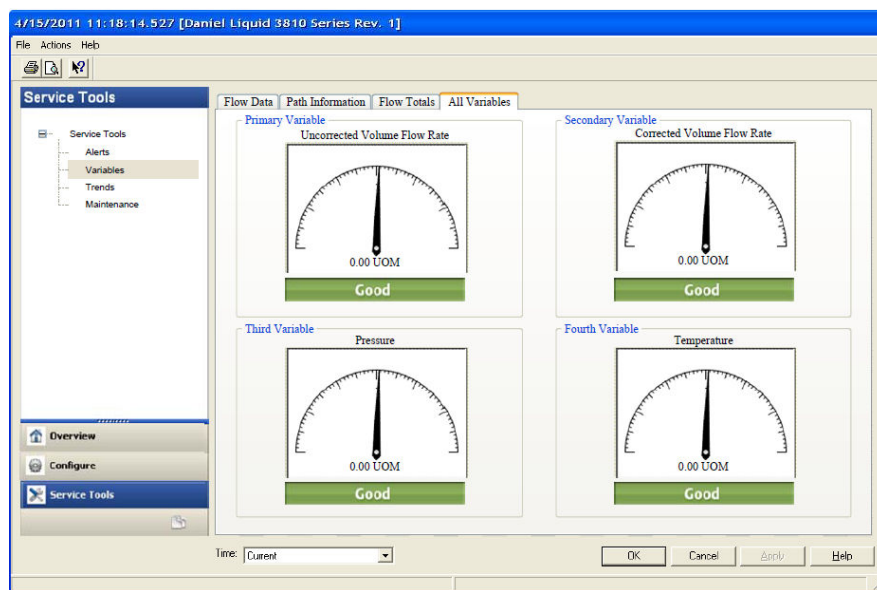 4/15/2011 11:18:14.527 [Daniel Liquid 3810 Series Rev. 1]
File Actions Help
Service Tools
Service Tools
Alerts
Variables
Trends
Maintenance
Overview
Configure
Service Tools
Flow Data Path Information Flow Totals All Variables
Primary Variable
Uncorrected Volume Flow Rate
0.00 UOM
Good
Secondary Variable
Corrected Volume Flow Rate
0.00 UOM
Good
Third Variable
Pressure
0.00 UOM
Good
Fourth Variable
Temperature
0.00 UOM
Good
Time: Current
OK Cancel Apply Help